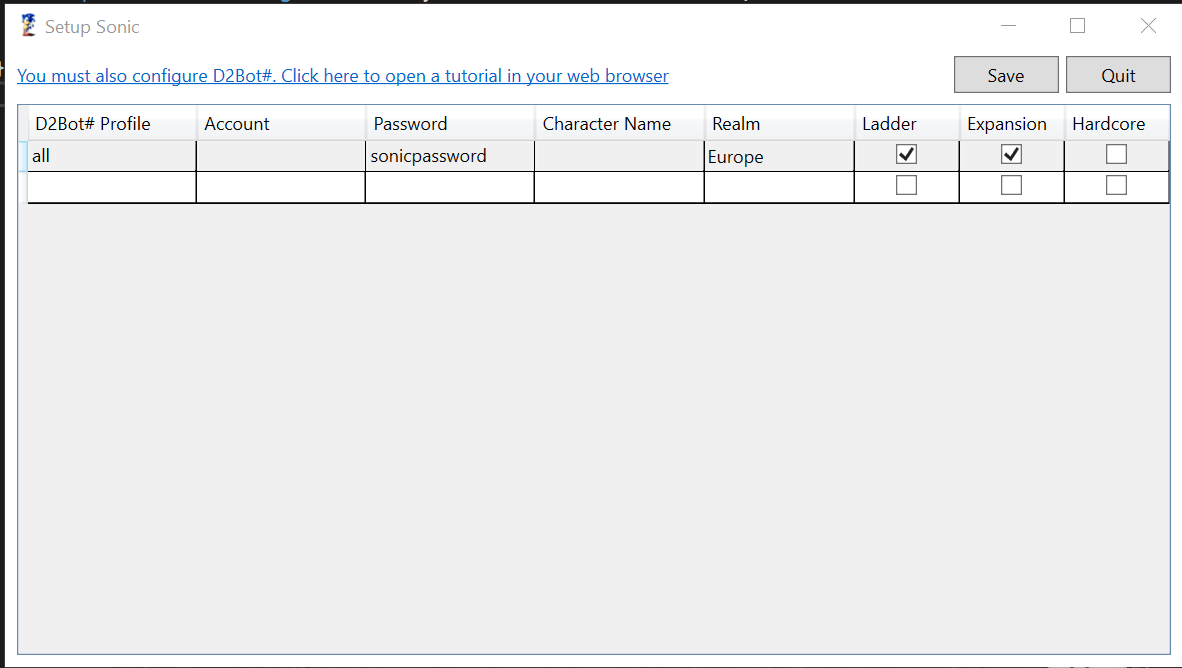 Setup Sonic
You must also configure D2Bot#. Click here to open a tutorial in your web browser
Save Quit
D2Bot# Profile Account Password Character Name Realm Ladder Expansion Hardcore
all sonicpassword Europe